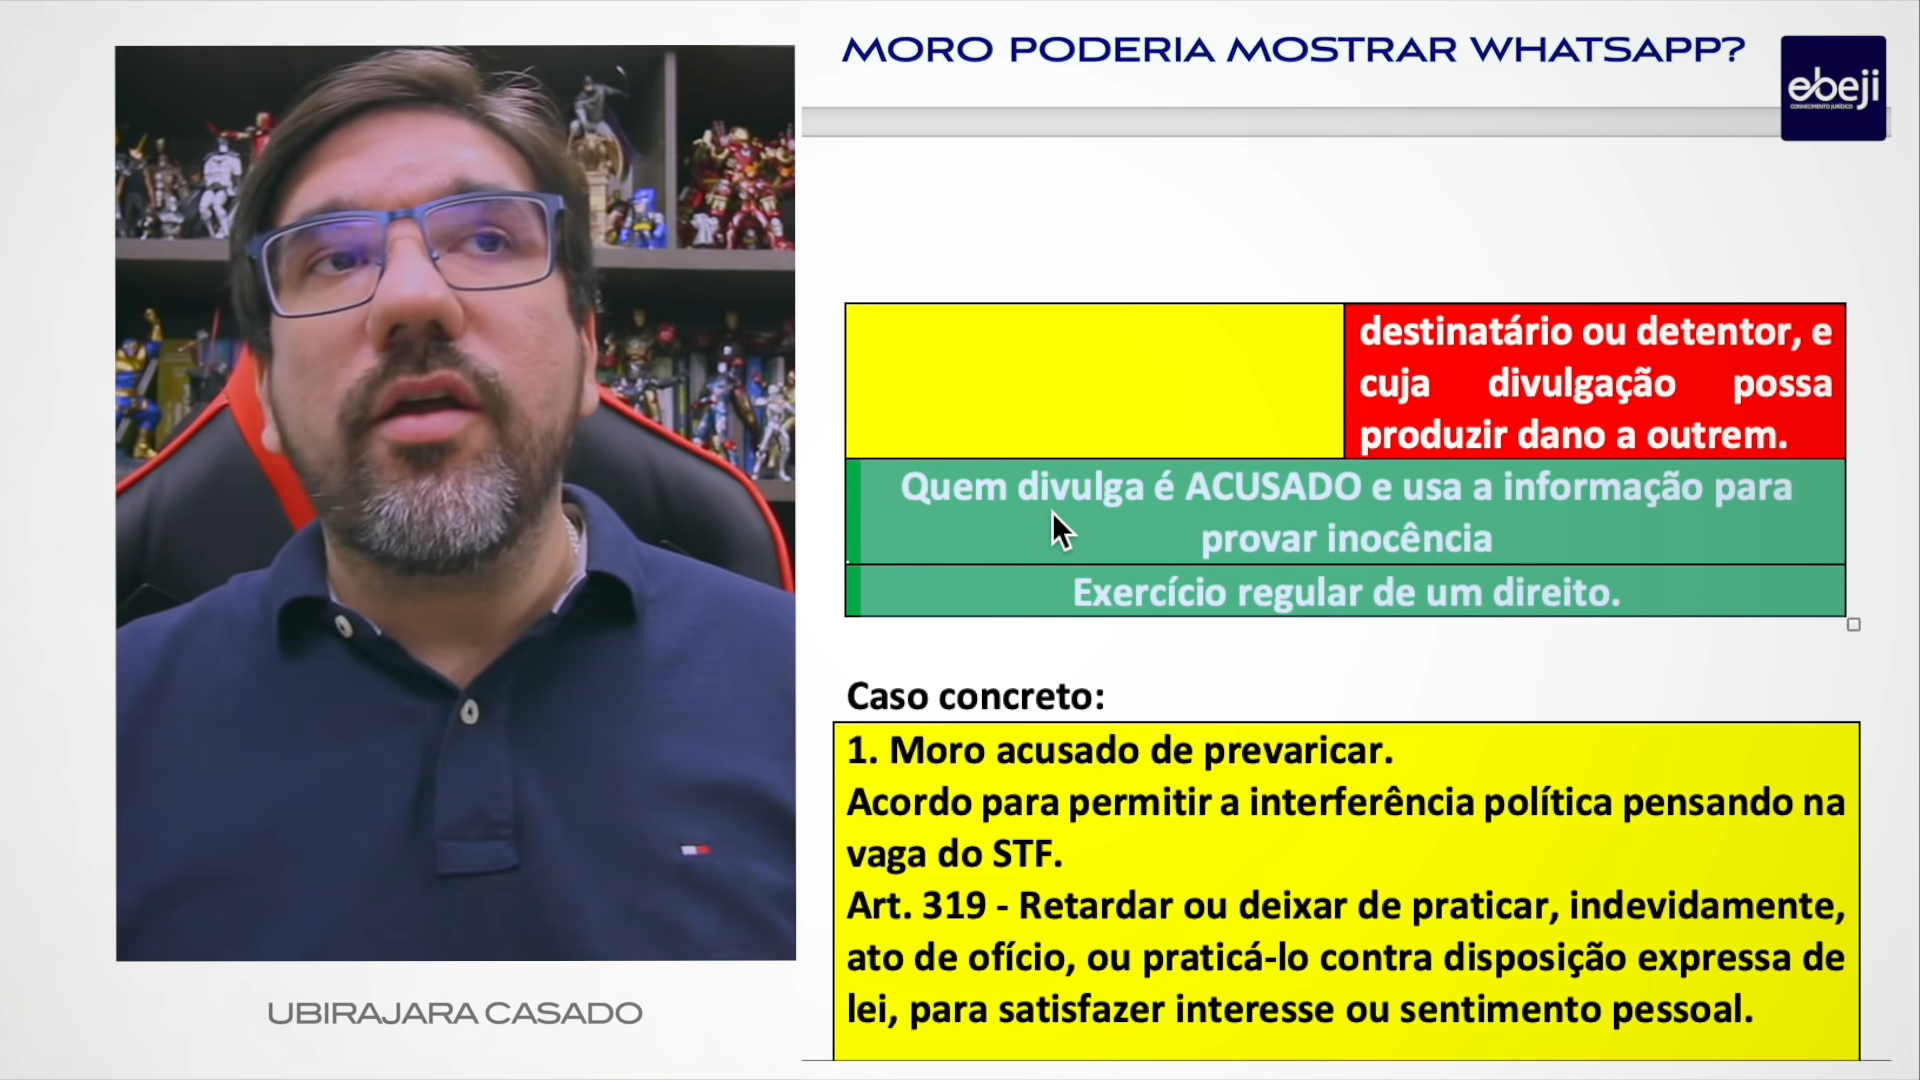 MORO PODERIA MOSTRAR WHATSAPP?
ebeji
CONHECIMENTO JURÍDICO
destinatário ou detentor, e
cuja divulgação possa
produzir dano a outrem.
Quem divulga é ACUSADO e usa a informação para
provar inocência
Exercício regular de um direito.
Caso concreto:
1. Moro acusado de prevaricar.
Acordo para permitir a interferência política pensando na
vaga do STF.
Art. 319 - Retardar ou deixar de praticar, indevidamente,
ato de ofício, ou praticá-lo contra disposição expressa de
lei, para satisfazer interesse ou sentimento pessoal.
UBIRAJARA CASADO